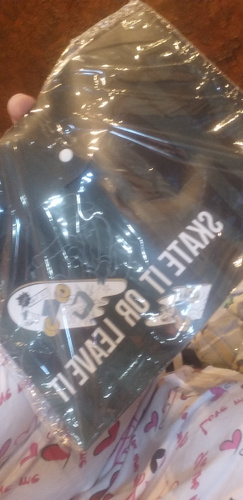 SKATE IT OR LEAVE IT